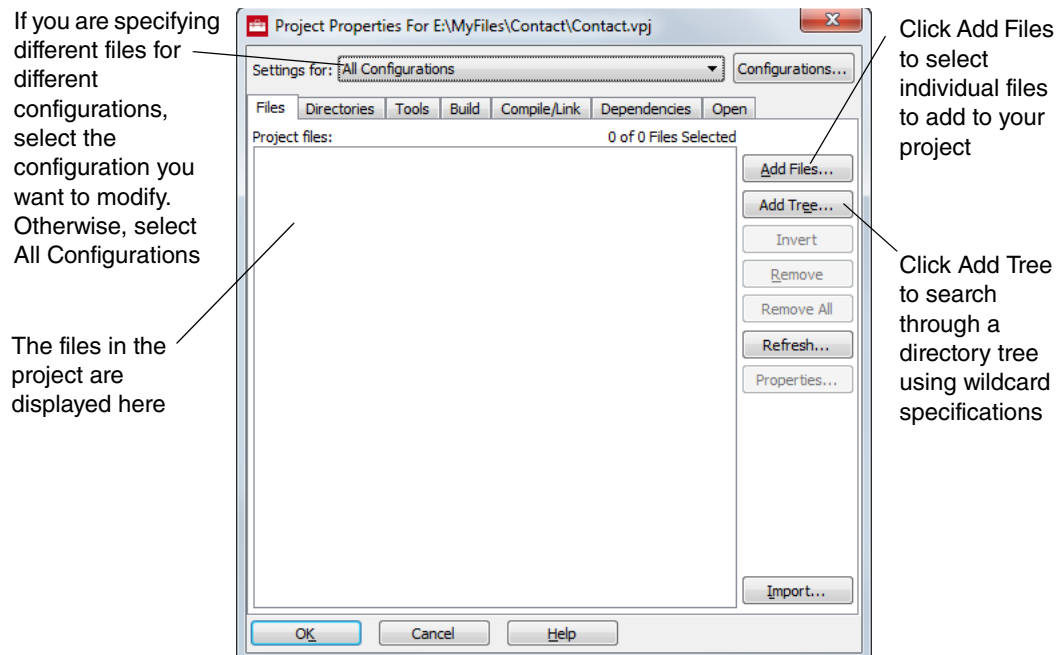 If you are specifying
different files for
different
configurations,
select the
configuration you
want to modify.
Otherwise, select
All Configurations
The files in the
project are
displayed here
Project Properties For E:\MyFiles\Contact\Contact.vpj
Settings for: All Configurations Configurations...
Files Directories Tools Build Compile/Link Dependencies Open
Project files: 0 of 0 Files Selected
Add Files...
Add Tree...
Invert
Remove
Remove All
Refresh...
Properties...
Import...
OK Cancel Help
Click Add Files
to select
individual files
to add to your
project
Click Add Tree
to search
through a
directory tree
using wildcard
specifications